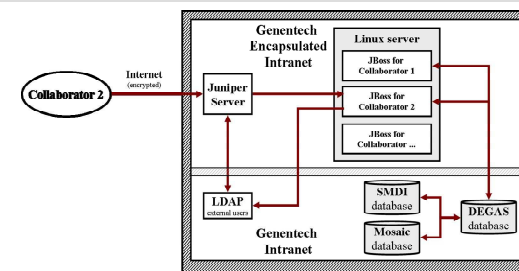 Genentech
Encapsulated
Intranet
Linux server
JBoss for
Collaborator 1
Internet
(encrypted)
Collaborator 2
Juniper
Server
JBoss for
Collaborator 2
JBoss for
Collaborator ...
LDAP
external users
SMDI
database
DEGAS
database
Mosaic
database
Genentech
Intranet